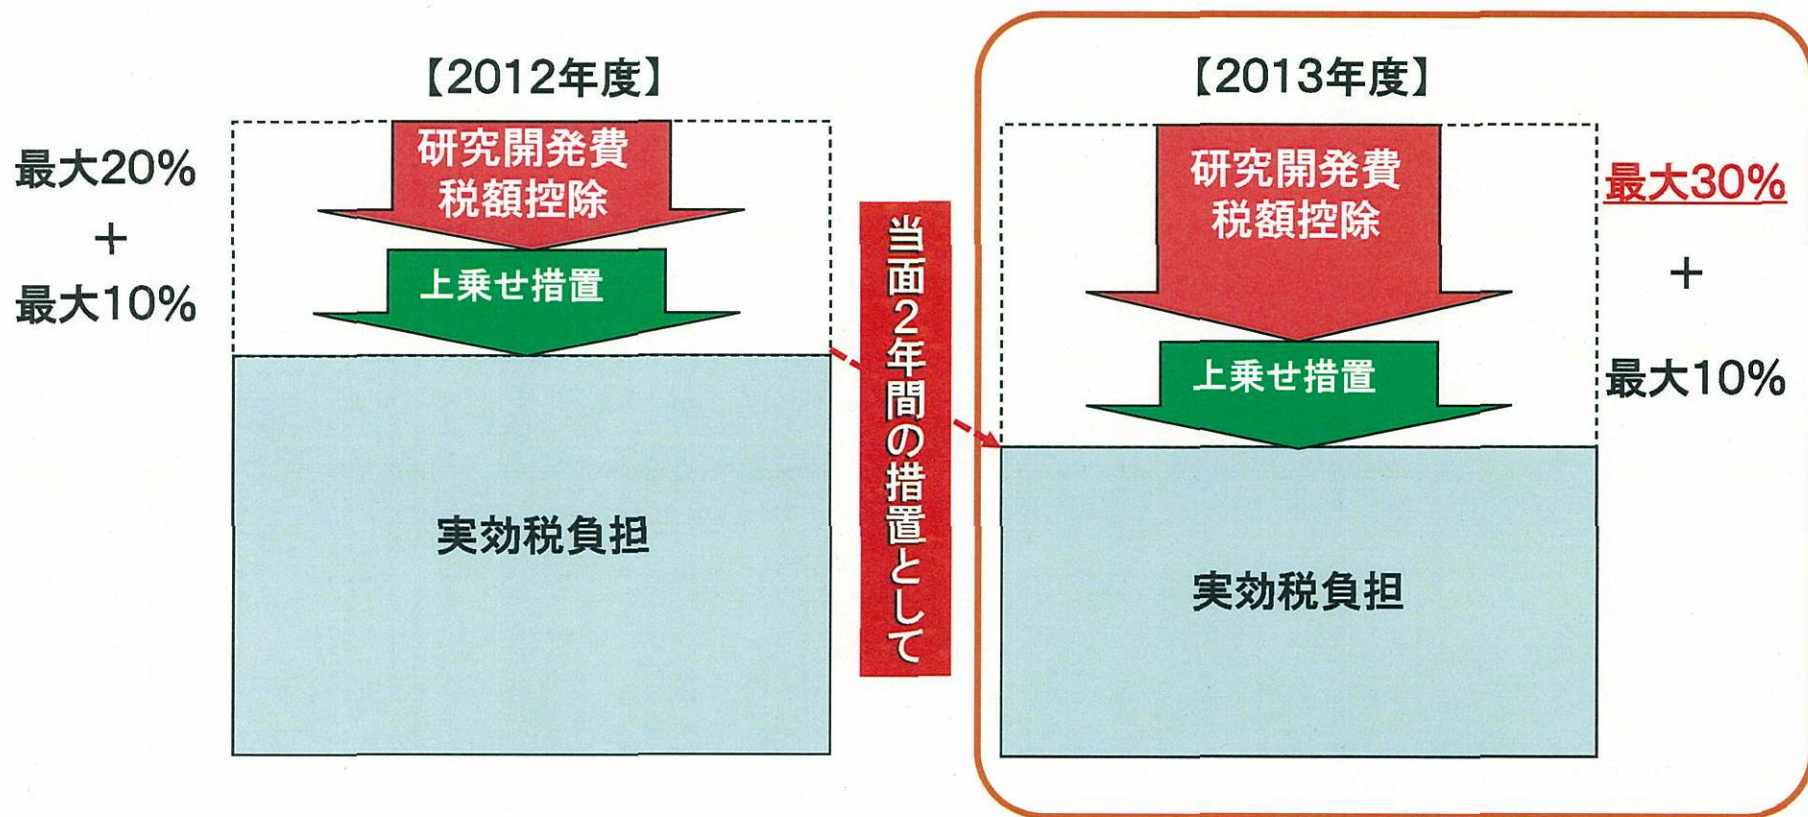 【2012年度】
最大20%
+
最大10%
研究開発費
税額控除
上乗せ措置
実効税負担
当面2年間の措置として
【2013年度】
研究開発費
税額控除
上乗せ措置
実効税負担
最大30%
+
最大10%